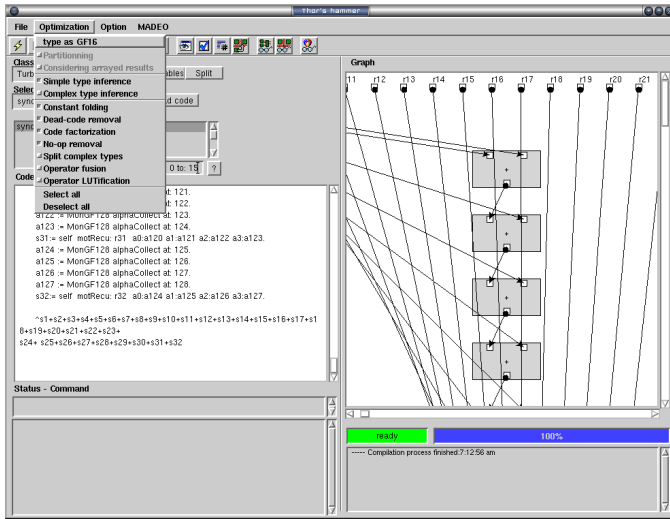 Thor's hammer
File Optimization Option MADEO
type as GF16
Partitionning
Considering arrayed results
Simple type inference
Complex type inference
Constant folding
Dead-code removal
Code factorization
No-op removal
Split complex types
Operator fusion
Operator LUTification
Select all
Deselect all
Class
Turb
ables Split
Selec
sync
d code
sync
0 to: 15 ?
Code
at: 121.
at: 122.
a122 := MonGF128 alphaCollect at: 123.
a123 := MonGF128 alphaCollect at: 124.
s31:= self motRecu: r31 a0:a120 a1:a121 a2:a122 a3:a123.
a124 := MonGF128 alphaCollect at: 125.
a125 := MonGF128 alphaCollect at: 126.
a126 := MonGF128 alphaCollect at: 127.
a127 := MonGF128 alphaCollect at: 128.
s32:= self motRecu: r32 a0:a124 a1:a125 a2:a126 a3:a127.
^s1+s2+s3+s4+s5+s6+s7+s8+s9+s10+s11+s12+s13+s14+s15+s16+s17+s1
8+s19+s20+s21+s22+s23+
s24+ s25+s26+s27+s28+s29+s30+s31+s32
Status - Command
Graph
11 r12 r13 r14 r15 r16 r17 r18 r19 r20 r21
+
+
+
+
ready 100%
----- Compilation process finished:7:12:56 am